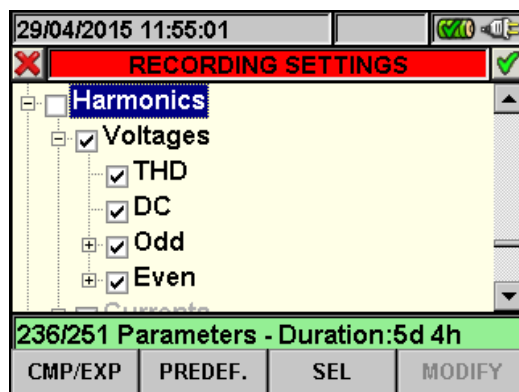 29/04/2015 11:55:01
RECORDING SETTINGS
Harmonics
Voltages
THD
DC
Odd
Even
Currents
236/251 Parameters - Duration:5d 4h
CMP/EXP PREDEF. SEL MODIFY